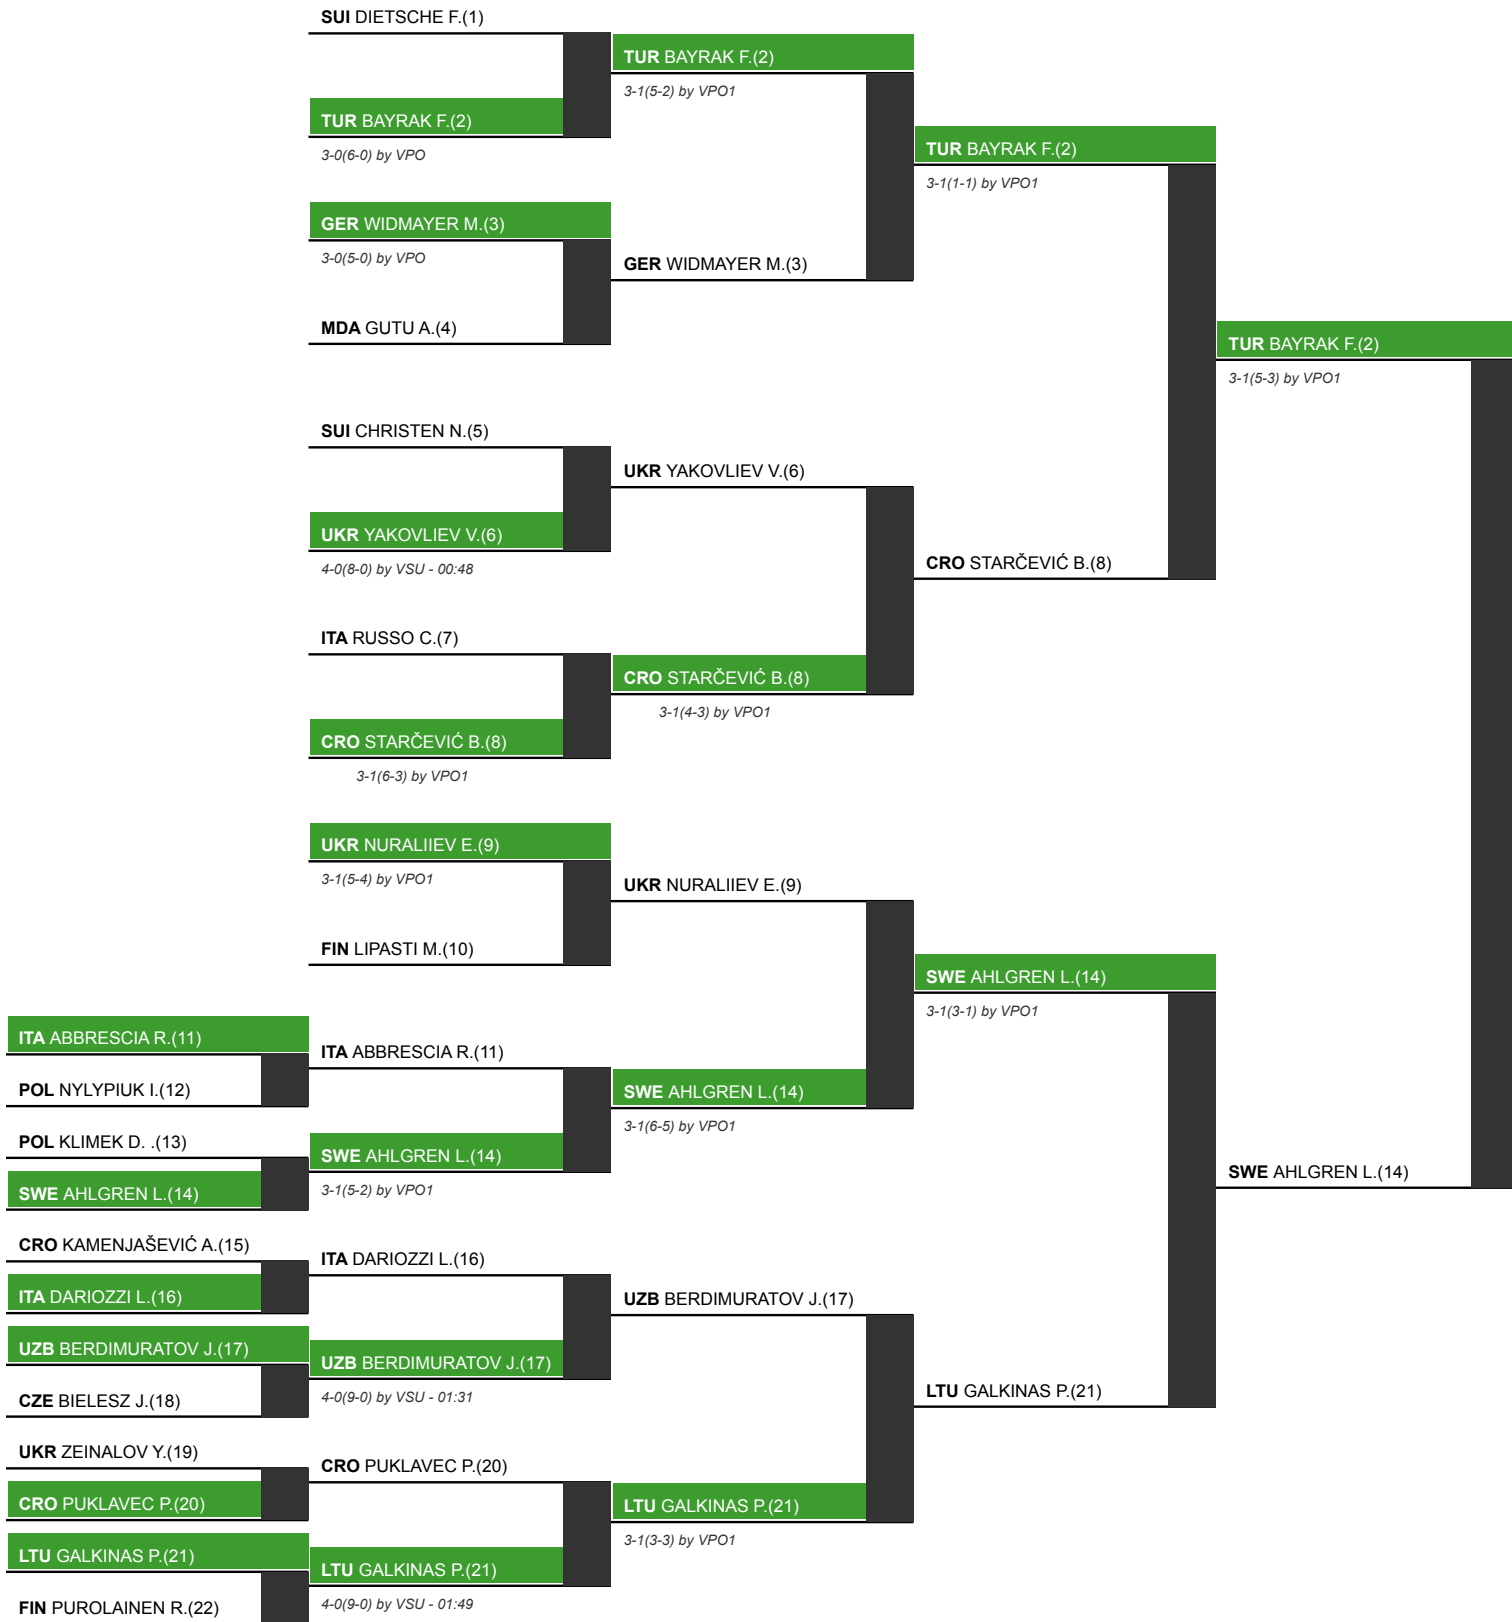 SUI DIETSCHE F.(1)
TUR BAYRAK F.(2)
3-0(6-0) by VPO
GER WIDMAYER M.(3)
3-0(5-0) by VPO
MDA GUTU A.(4)
SUI CHRISTEN N.(5)
UKR YAKOVLIEV V.(6)
4-0(8-0) by VSU - 00:48
ITA RUSSO C.(7)
CRO STARČEVIĆ B.(8)
3-1(6-3) by VPO1
UKR NURALIIEV E.(9)
3-1(5-4) by VPO1
FIN LIPASTI M.(10)
ITA ABBRESCIA R.(11)
POL NYLYPIUK I.(12)
POL KLIMEK D. .(13)
SWE AHLGREN L.(14)
CRO KAMENJAŠEVIĆ A.(15)
ITA DARIOZZI L.(16)
UZB BERDIMURATOV J.(17)
CZE BIELESZ J.(18)
UKR ZEINALOV Y.(19)
CRO PUKLAVEC P.(20)
LTU GALKINAS P.(21)
FIN PUROLAINEN R.(22)
ITA ABBRESCIA R.(11)
SWE AHLGREN L.(14)
3-1(5-2) by VPO1
ITA DARIOZZI L.(16)
UZB BERDIMURATOV J.(17)
4-0(9-0) by VSU - 01:31
CRO PUKLAVEC P.(20)
LTU GALKINAS P.(21)
4-0(9-0) by VSU - 01:49
TUR BAYRAK F.(2)
3-1(5-2) by VPO1
GER WIDMAYER M.(3)
UKR YAKOVLIEV V.(6)
CRO STARČEVIĆ B.(8)
3-1(4-3) by VPO1
UKR NURALIIEV E.(9)
SWE AHLGREN L.(14)
3-1(6-5) by VPO1
UZB BERDIMURATOV J.(17)
LTU GALKINAS P.(21)
3-1(3-3) by VPO1
TUR BAYRAK F.(2)
3-1(1-1) by VPO1
CRO STARČEVIĆ B.(8)
SWE AHLGREN L.(14)
3-1(3-1) by VPO1
LTU GALKINAS P.(21)
TUR BAYRAK F.(2)
3-1(5-3) by VPO1
SWE AHLGREN L.(14)